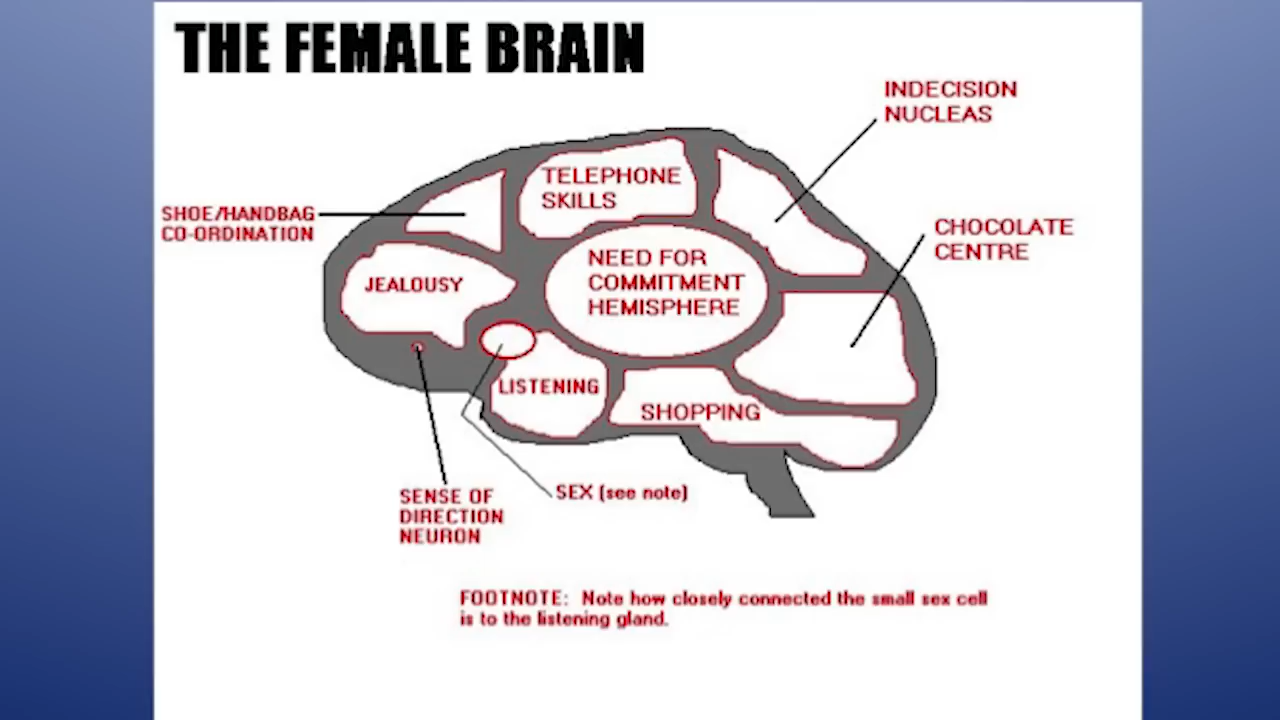 THE FEMALE BRAIN
INDECISION
NUCLEAS
TELEPHONE
SKILLS
SHOE/HANDBAG
CO-ORDINATION
CHOCOLATE
CENTRE
NEED FOR
COMMITMENT
HEMISPHERE
JEALOUSY
LISTENING
SHOPPING
SENSE OF
DIRECTION
NEURON
SEX (see note)
FOOTNOTE: Note how closely connected the small sex cell
is to the listening gland.